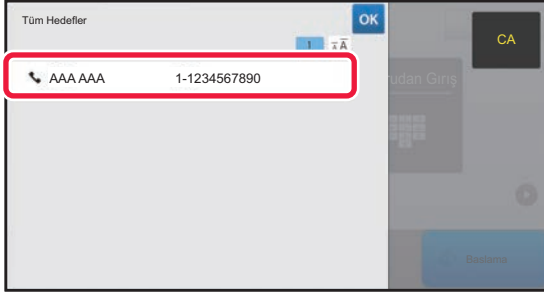 Tüm Hedefler
OK
CA
1
AAA AAA 1-1234567890
rudan Giriş
Başlama